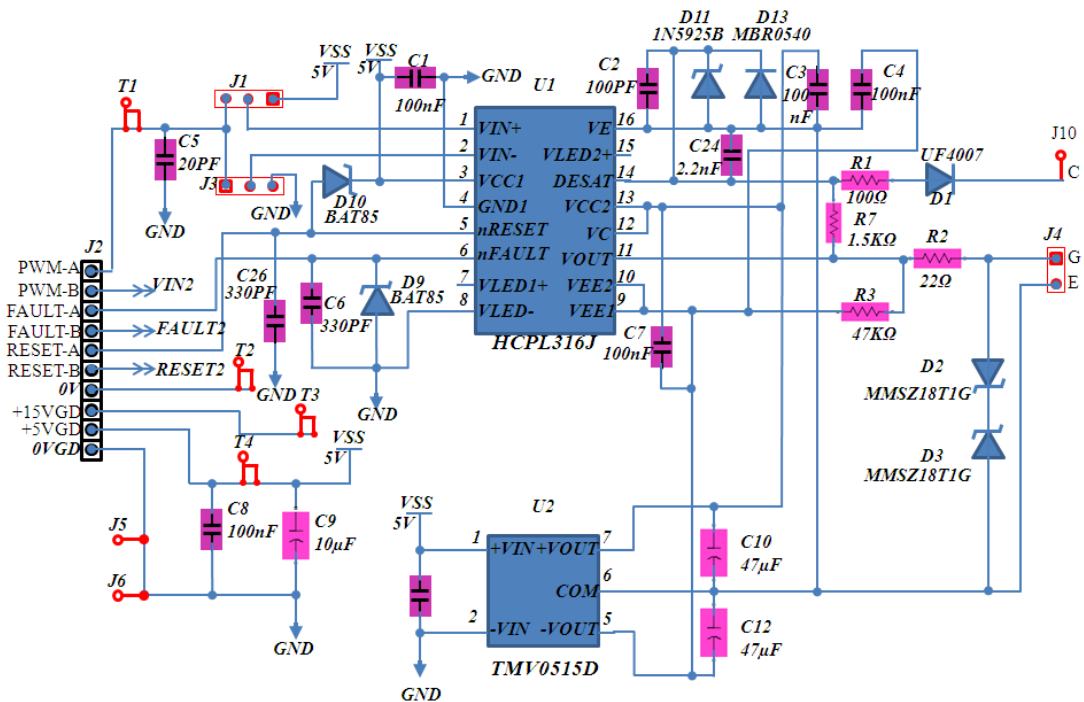 D11
1N5925B
D13
MBR0540
VSS
5V
VSS
5V
C1
100nF
GND
U1
C2
100PF
C3
100
nF
C4
100nF
T1
J1
C5
20PF
J3
GND
GND
D10
BAT85
1
VIN+
2
VIN-
3
VCC1
4
GND1
5
nRESET
6
nFAULT
7
VLED1+
8
VLED-
VE
16
VLED2+
15
DESAT
14
VCC2
13
VC
12
VOUT
11
VEE2
10
VEE1
9
HCPL316J
C24
2.2nF
R1
100Ω
UF4007
D1
J10
C
R7
1.5KΩ
R2
22Ω
J4
G
E
R3
47KΩ
J2
PWM-A
PWM-B
VIN2
FAULT-A
FAULT-B
FAULT2
RESET-A
RESET-B
RESET2
0V
+15VGD
+5VGD
0VGD
C26
330PF
C6
330PF
D9
BAT85
T2
GND
T3
GND
C7
100nF
D2
MMSZ18T1G
D3
MMSZ18T1G
T4
VSS
5V
C8
100nF
C9
10µF
J5
J6
GND
VSS
5V
U2
1
+VIN
+VOUT
7
COM
6
2
-VIN
-VOUT
5
TMV0515D
C10
47µF
C12
47µF
GND